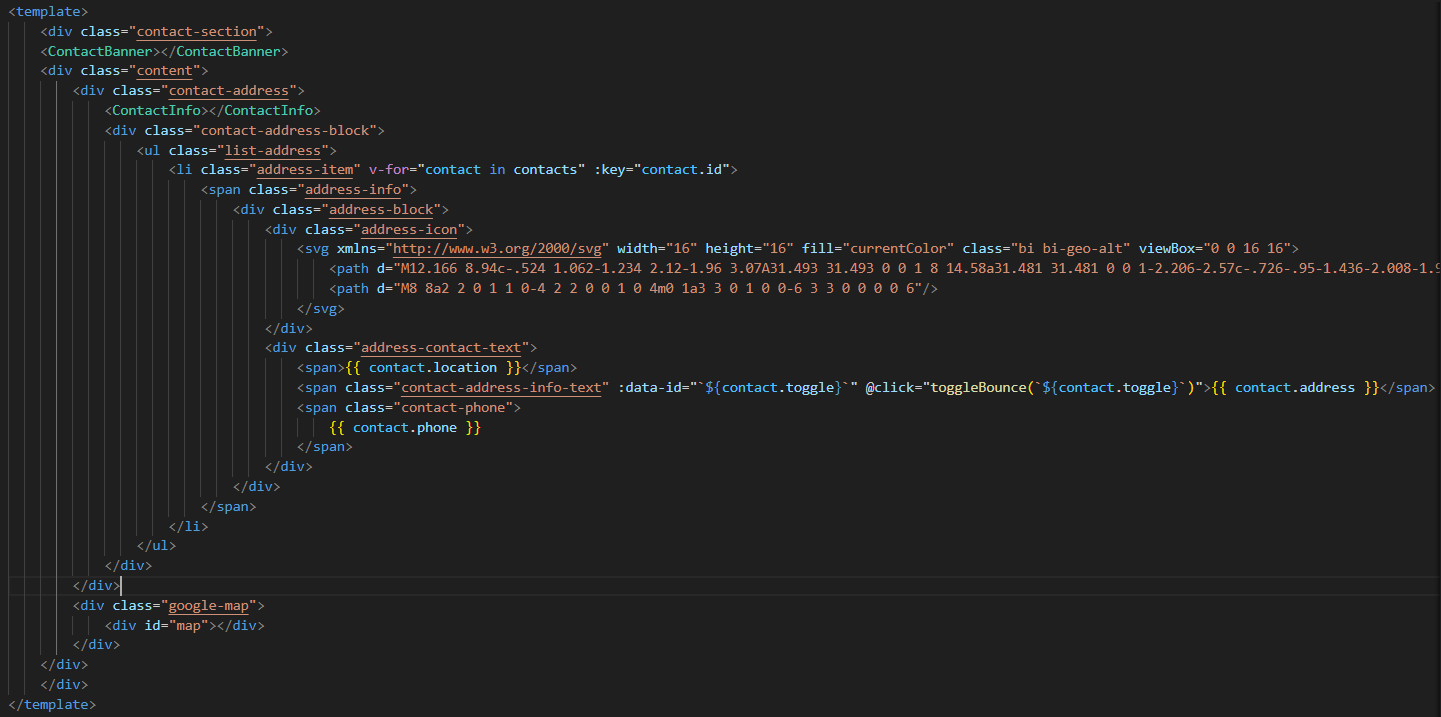 <template>
<div class="contact-section">
<ContactBanner></ContactBanner>
<div class="content">
<div class="contact-address">
<ContactInfo></ContactInfo>
<div class="contact-address-block">
<ul class="list-address">
<li class="address-item" v-for="contact in contacts" :key="contact.id">
<span class="address-info">
<div class="address-block">
<div class="address-icon">
<svg xmlns="http://www.w3.org/2000/svg" width="16" height="16" fill="currentColor" class="bi bi-geo-alt" viewBox="0 0 16 16">
<path d="M12.166 8.94c-.524 1.062-1.234 2.12-1.96 3.07A31.493 31.493 0 0 1 8 14.58a31.481 31.481 0 0 1-2.206-2.57c-.726-.95-1.436-2.008-1.9
<path d="M8 8a2 2 0 1 1 0-4 2 2 0 0 1 0 4m0 1a3 3 0 1 0 0-6 3 3 0 0 0 0 6"/>
</svg>
</div>
<div class="address-contact-text">
<span>{{ contact.location }}</span>
<span class="contact-address-info-text" :data-id="`${contact.toggle}`" @click="toggleBounce(`${contact.toggle}`)">{{ contact.address }}</span>
<span class="contact-phone">
{{ contact.phone }}
</span>
</div>
</div>
</span>
</li>
</ul>
</div>
</div>
<div class="google-map">
<div id="map"></div>
</div>
</div>
</div>
</template>